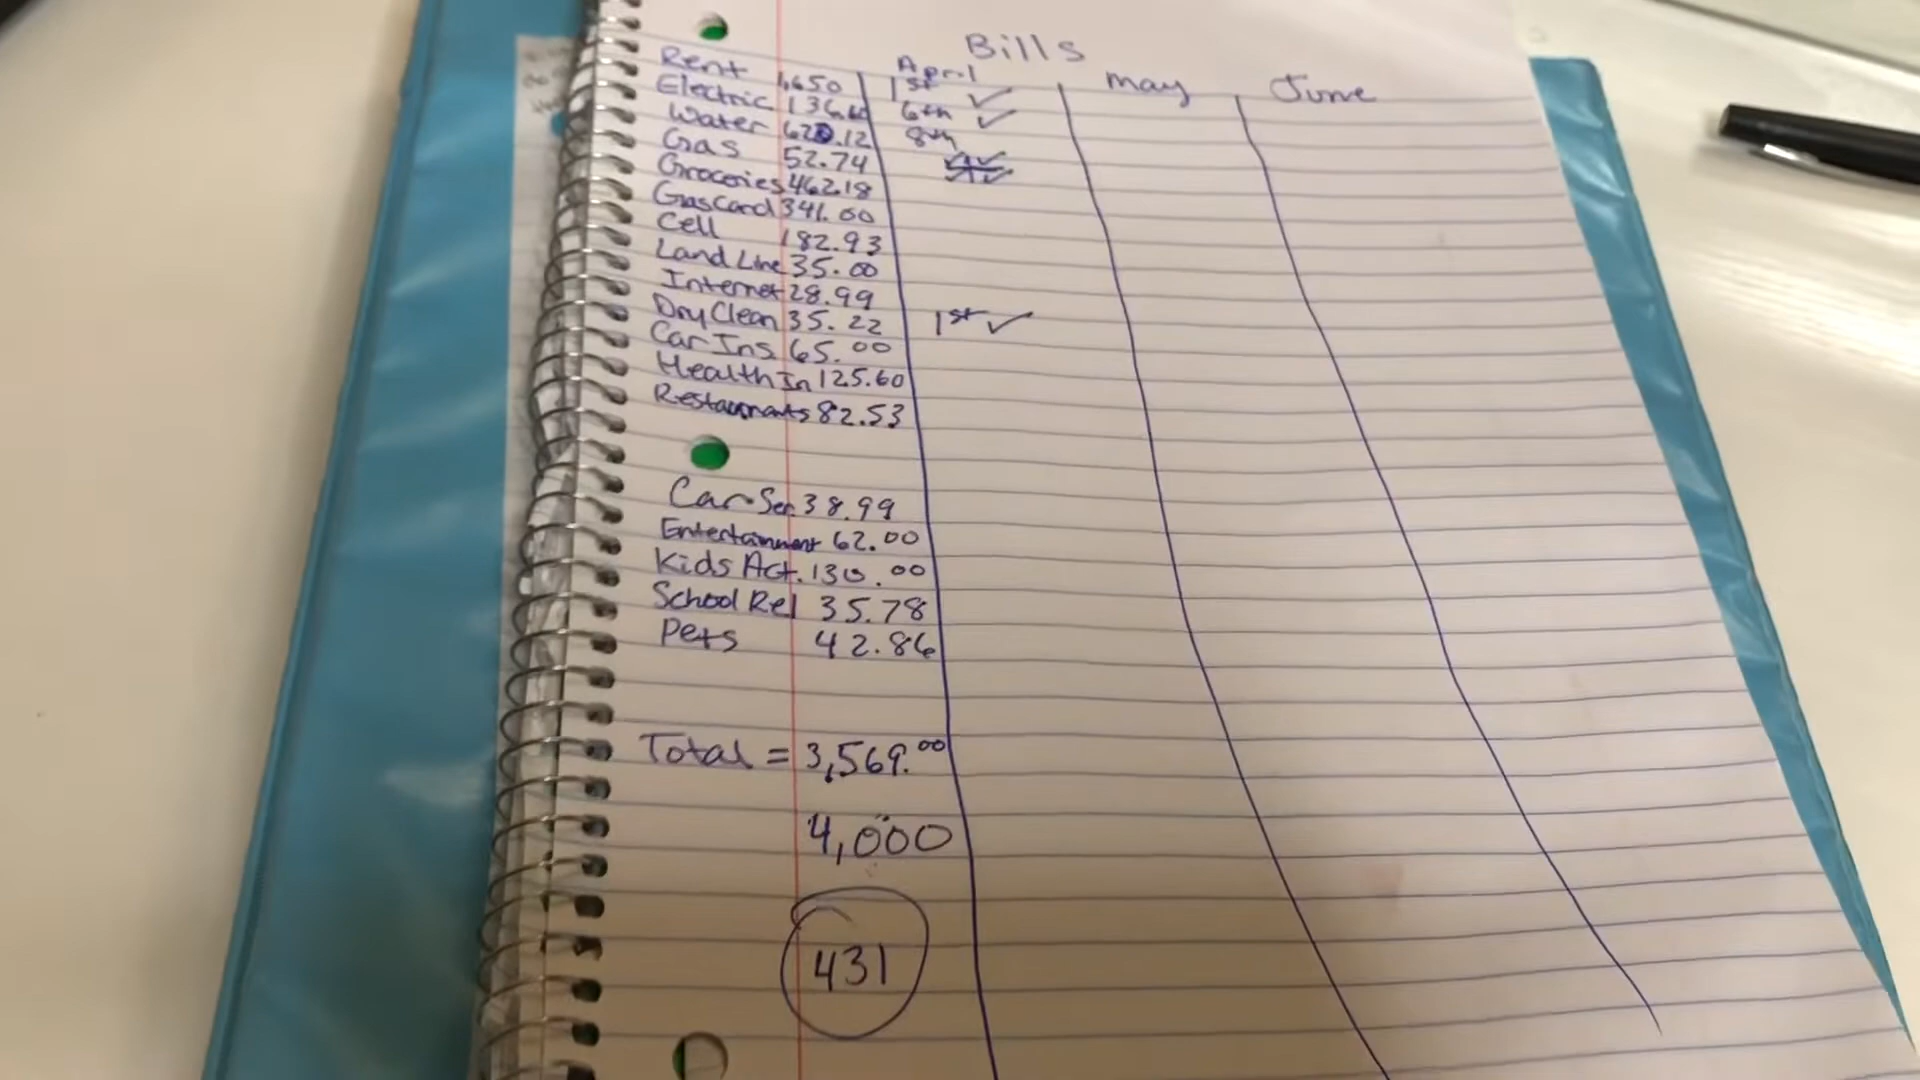 Bills
April May June
Rent 1,650 1st ✓
Electric 136.60 6th ✓
Water 62.12 8th
Gas 52.74
Groceries 462.18
Gas Card 341.00
Cell 182.93
Land Line 35.00
Internet 28.99
Dry Clean 35.22 1st ✓
Car Ins 65.00
Health In 125.60
Restaurants 82.53
Car Ser. 38.99
Entertainment 62.00
Kids Act. 130.00
School Rel 35.78
Pets 42.86
Total = 3,569.00
4,000
431